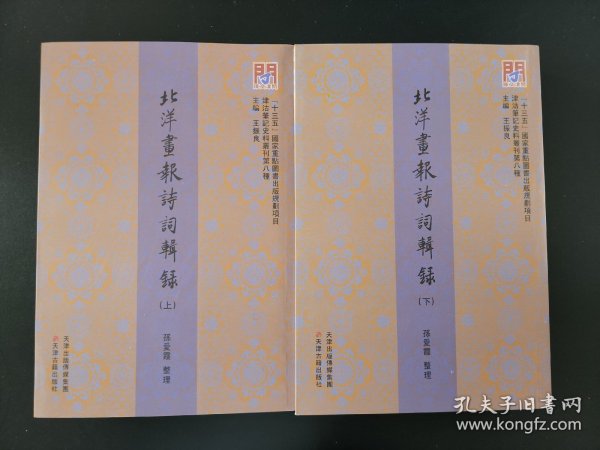 「十三五」國家重點圖書出版規劃項目
津沽筆記史料叢刊第八種
主編 王振良
北洋畫報詩詞輯録
(上)
孫愛霞 整理
天津出版傳媒集團
天津古籍出版社
「十三五」國家重點圖書出版規劃項目
津沽筆記史料叢刊第八種
主編 王振良
北洋畫報詩詞輯録
(下)
孫愛霞 整理
天津出版傳媒集團
天津古籍出版社
孔夫子旧书网
www.kongfz.com